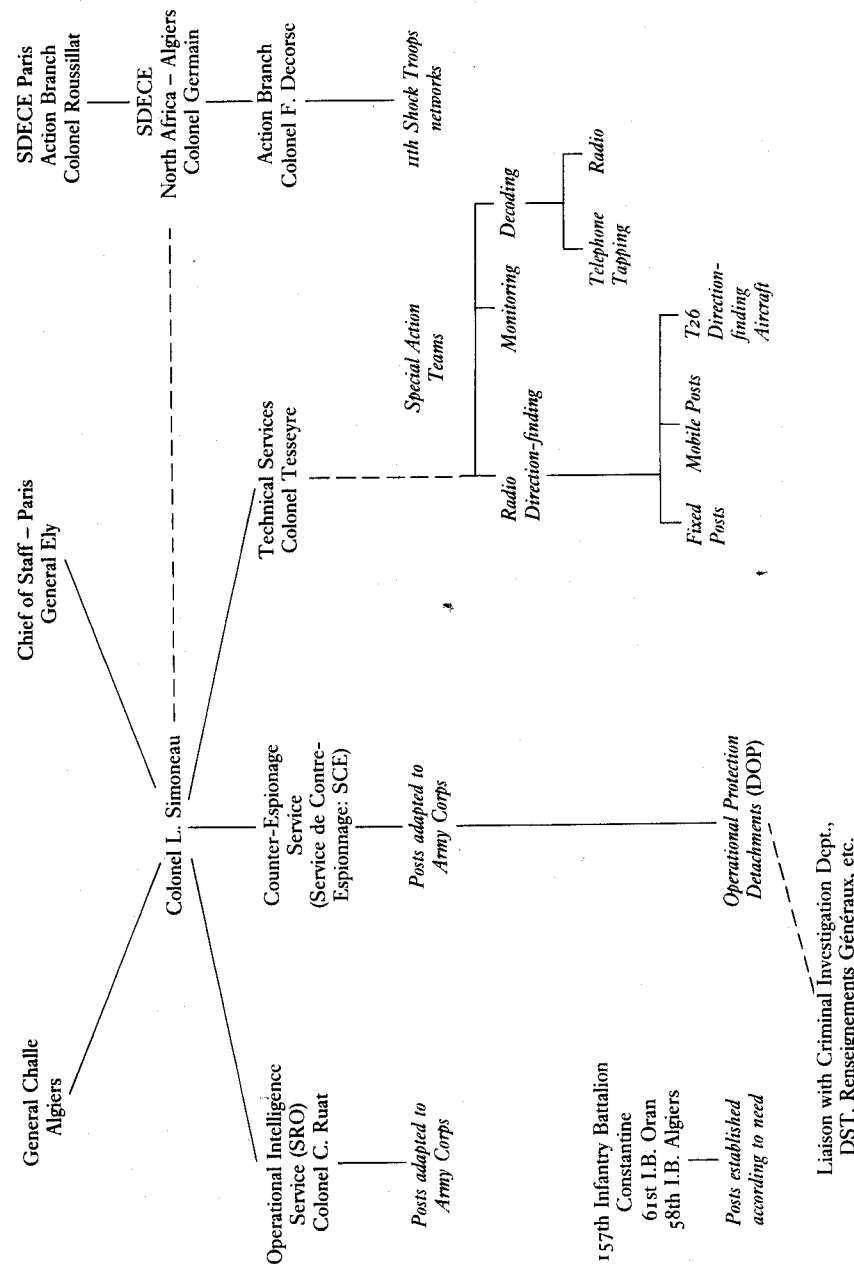 General Challe
Algiers
Chief of Staff – Paris
General Ely
SDECE Paris
Action Branch
Colonel Roussillat
Colonel L. Simoneau
SDECE
North Africa – Algiers
Colonel Germain
Operational Intelligence
Service (SRO)
Colonel C. Ruat
Counter-Espionage
Service
(Service de Contre-
Espionnage: SCE)
Technical Services
Colonel Tesseyre
Action Branch
Colonel F. Decorse
Posts adapted to
Army Corps
Posts adapted to
Army Corps
Special Action
Teams
11th Shock Troops
networks
Radio
Direction-finding
Monitoring
Decoding
Telephone
Tapping
Radio
157th Infantry Battalion
Constantine
61st I.B. Oran
58th I.B. Algiers
Fixed
Posts
Mobile Posts
T26
Direction-
finding
Aircraft
Posts established
according to need
Operational Protection
Detachments (DOP)
Liaison with Criminal Investigation Dept.,
DST, Renseignements Généraux, etc.